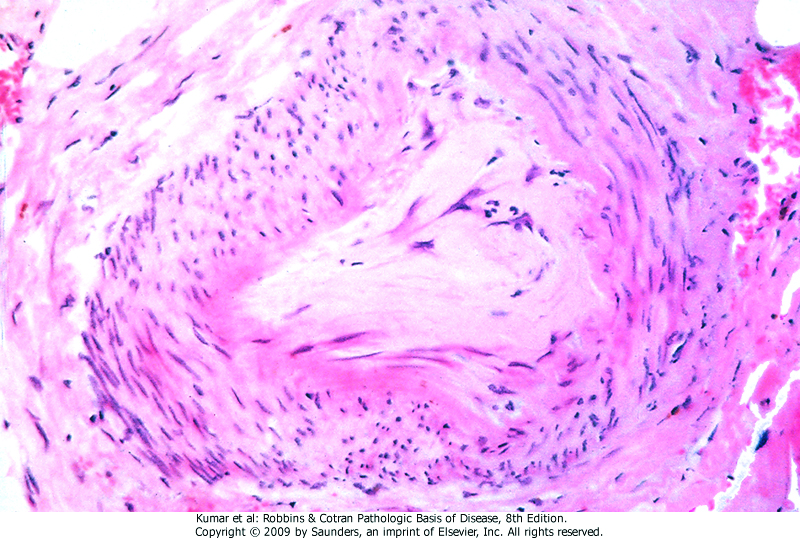 Kumar et al: Robbins & Cotran Pathologic Basis of Disease, 8th Edition.
Copyright © 2009 by Saunders, an imprint of Elsevier, Inc. All rights reserved.